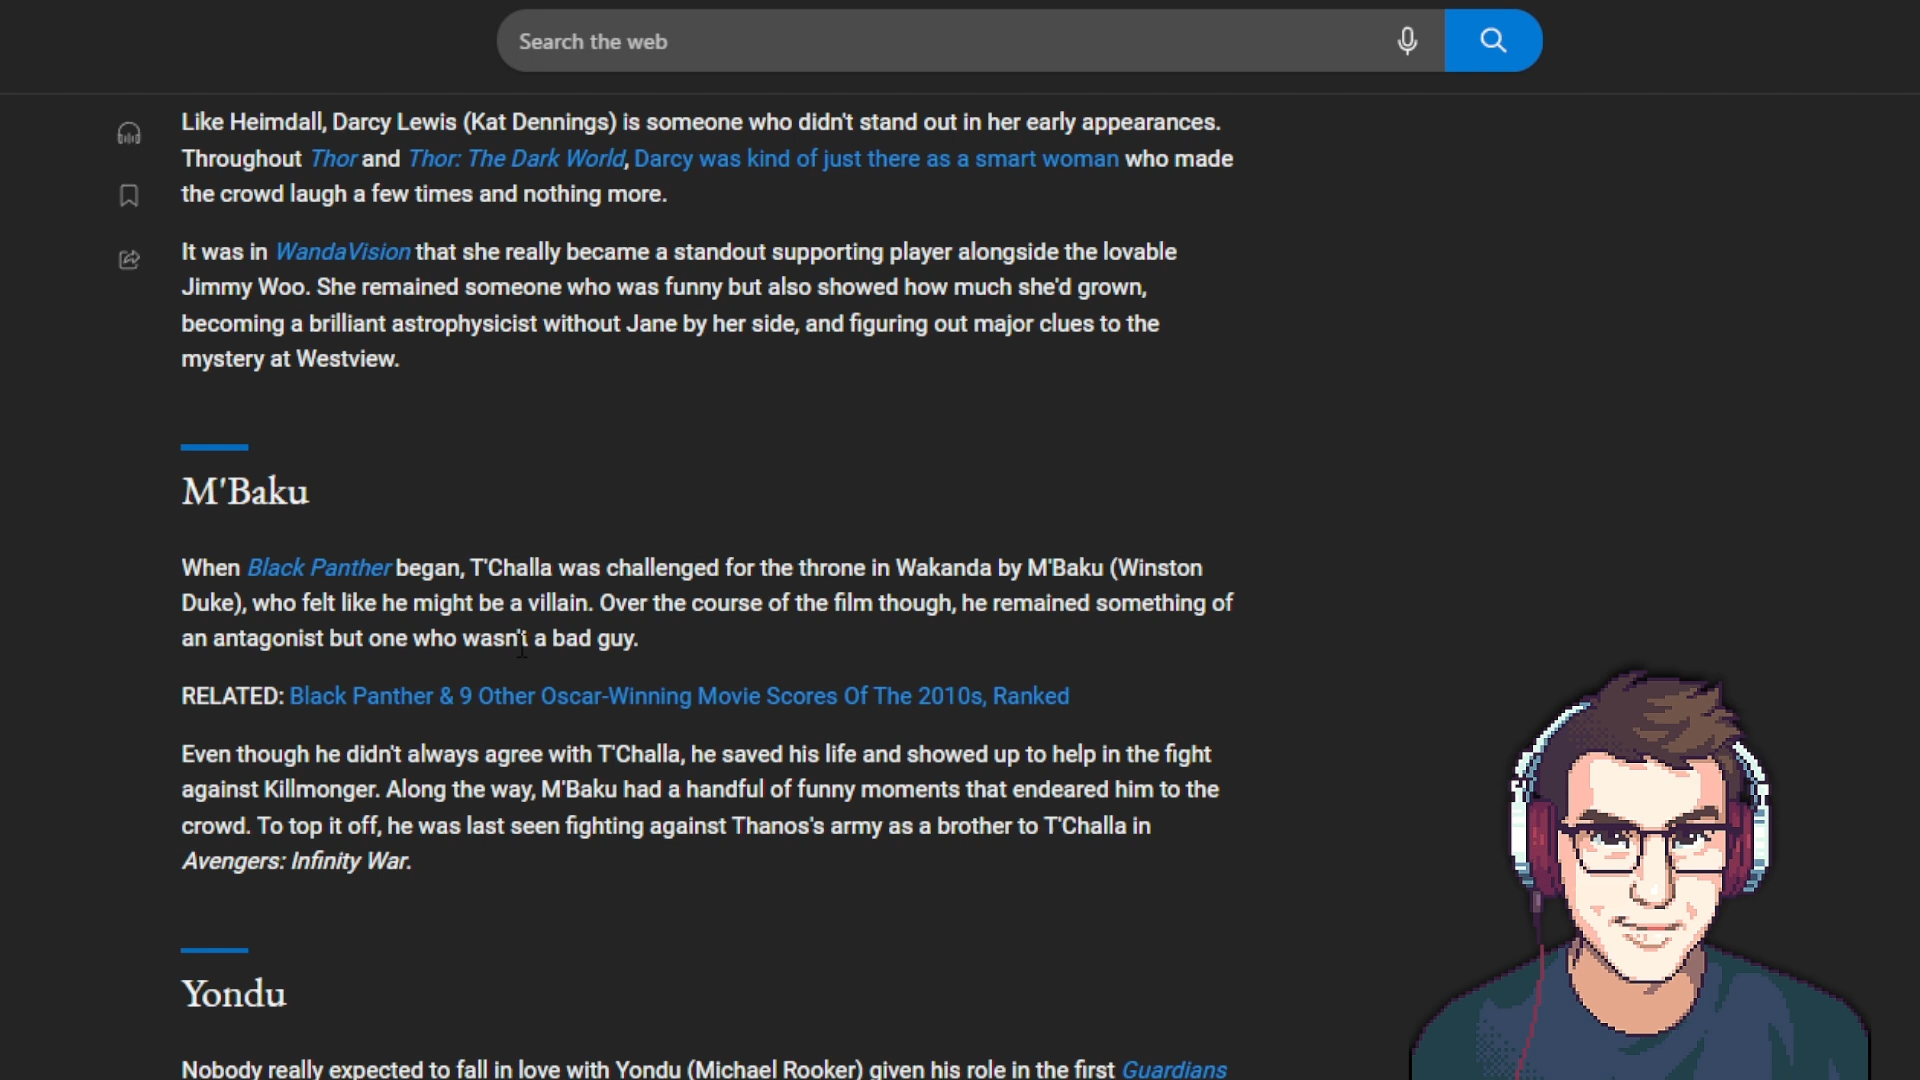 Search the web
Like Heimdall, Darcy Lewis (Kat Dennings) is someone who didn't stand out in her early appearances.
Throughout Thor and Thor: The Dark World, Darcy was kind of just there as a smart woman who made
the crowd laugh a few times and nothing more.
It was in WandaVision that she really became a standout supporting player alongside the lovable
Jimmy Woo. She remained someone who was funny but also showed how much she'd grown,
becoming a brilliant astrophysicist without Jane by her side, and figuring out major clues to the
mystery at Westview.
M'Baku
When Black Panther began, T'Challa was challenged for the throne in Wakanda by M'Baku (Winston
Duke), who felt like he might be a villain. Over the course of the film though, he remained something of
an antagonist but one who wasn't a bad guy.
RELATED: Black Panther & 9 Other Oscar-Winning Movie Scores Of The 2010s, Ranked
Even though he didn't always agree with T'Challa, he saved his life and showed up to help in the fight
against Killmonger. Along the way, M'Baku had a handful of funny moments that endeared him to the
crowd. To top it off, he was last seen fighting against Thanos's army as a brother to T'Challa in
Avengers: Infinity War.
Yondu
Nobody really expected to fall in love with Yondu (Michael Rooker) given his role in the first Guardians